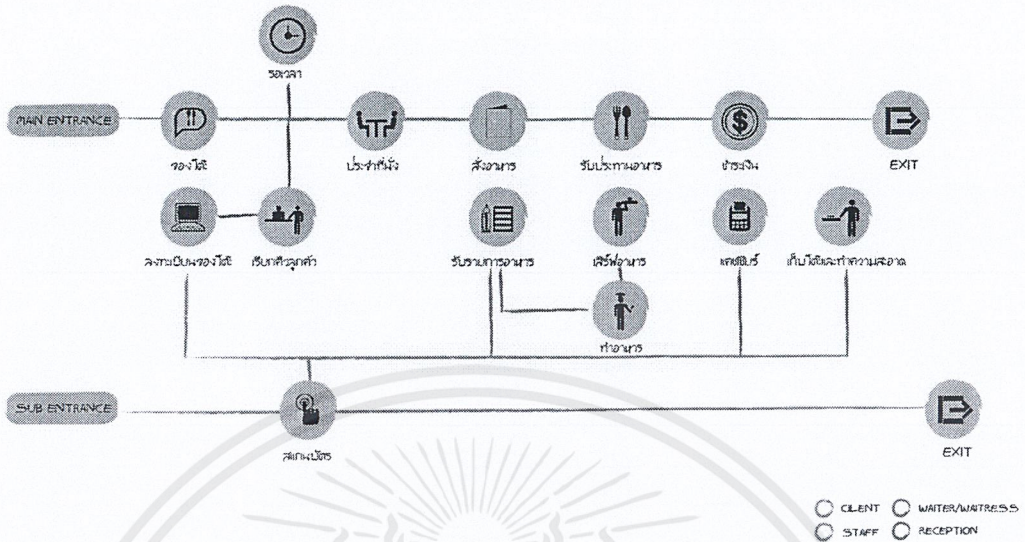 รอเวลา
MAIN ENTRANCE
จองโต๊ะ
ประจำที่นั่ง
สั่งอาหาร
รับประทานอาหาร
ชำระเงิน
EXIT
ลงทะเบียนจองโต๊ะ
เรียกคิวลูกค้า
รับรายการอาหาร
เสิร์ฟอาหาร
แคชเชียร์
เก็บโต๊ะและทำความสะอาด
ทำอาหาร
SUB ENTRANCE
สแกนบัตร
EXIT
CLIENT
WAITER/WAITRESS
STAFF
RECEPTION